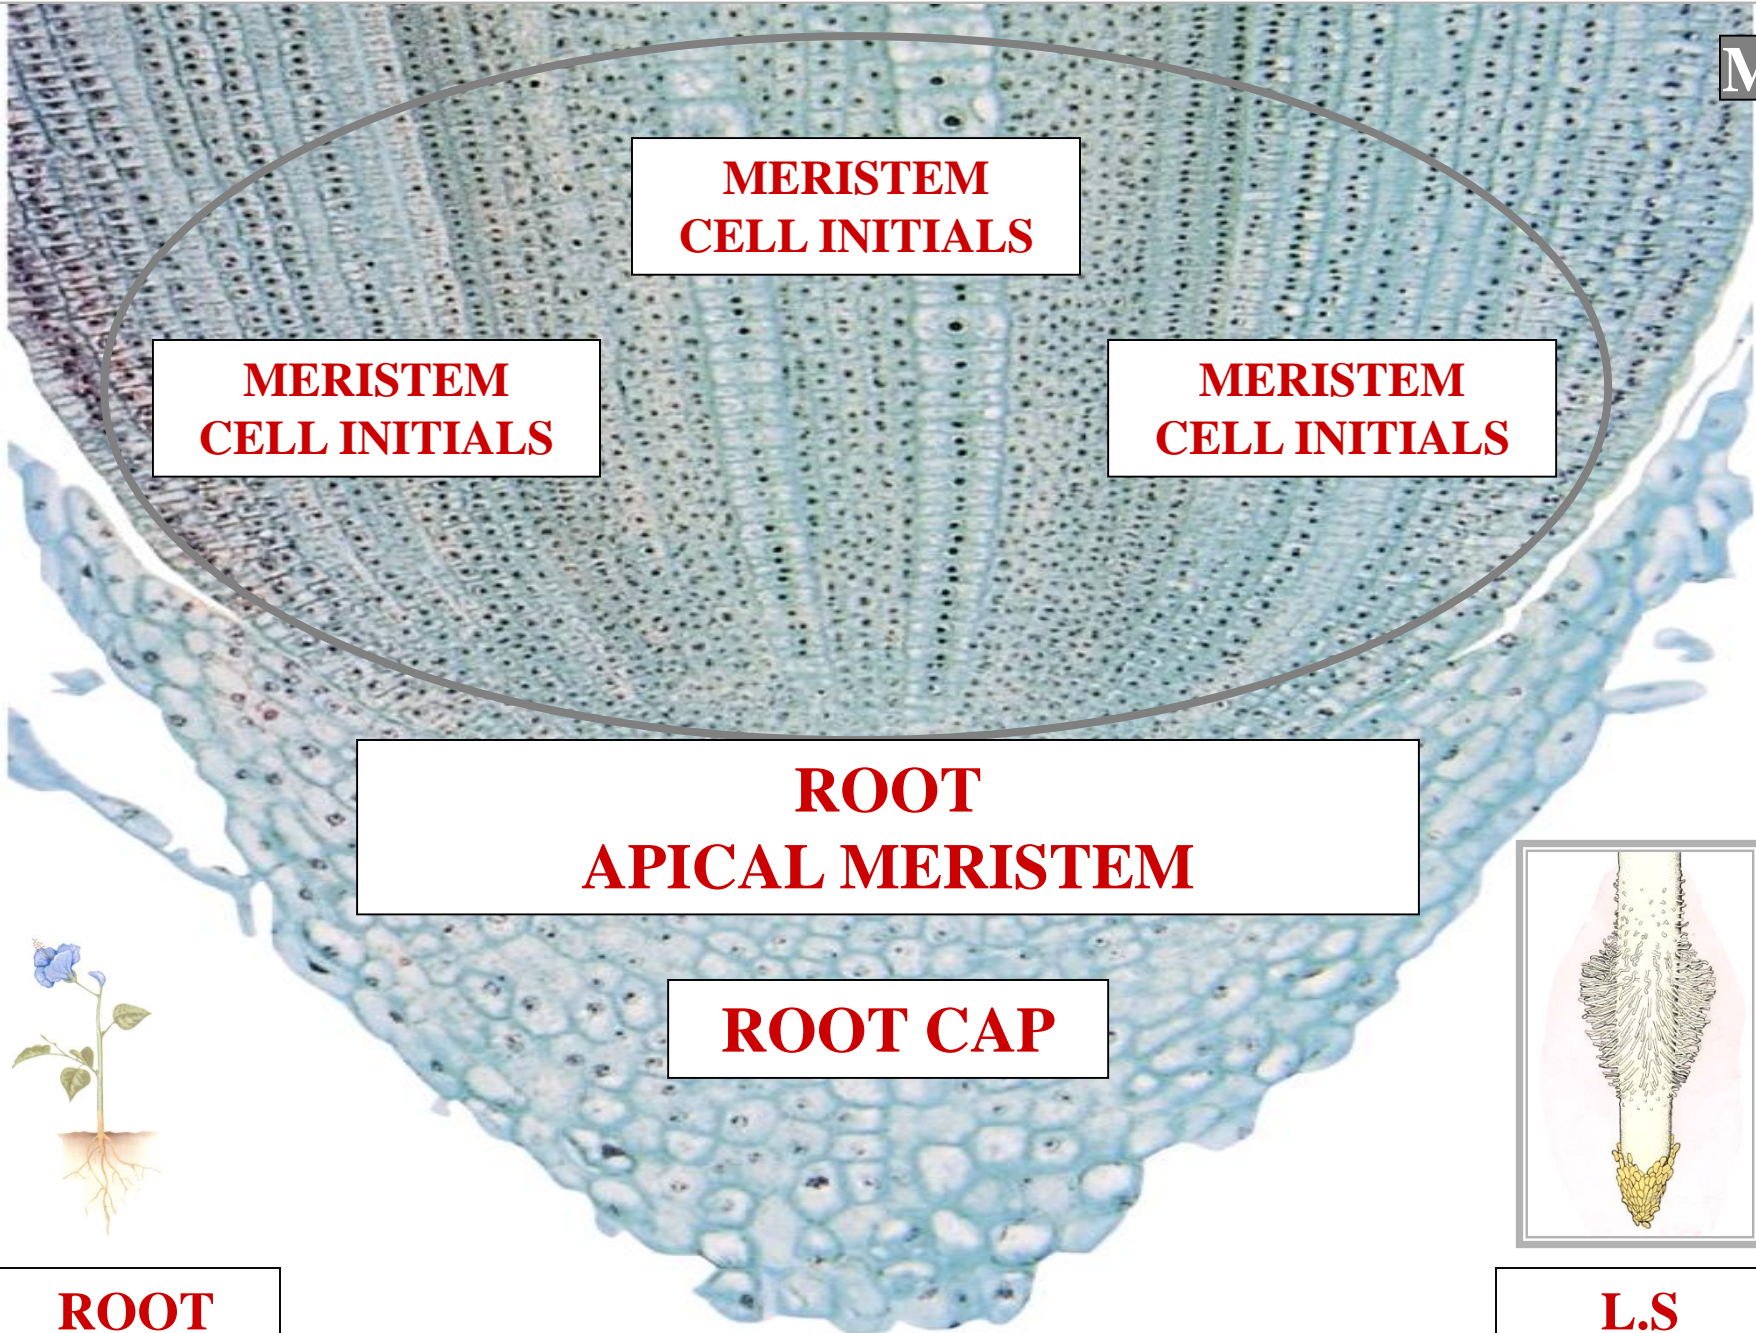 M
MERISTEM
CELL INITIALS
MERISTEM
CELL INITIALS
MERISTEM
CELL INITIALS
ROOT
APICAL MERISTEM
ROOT CAP
ROOT
L.S